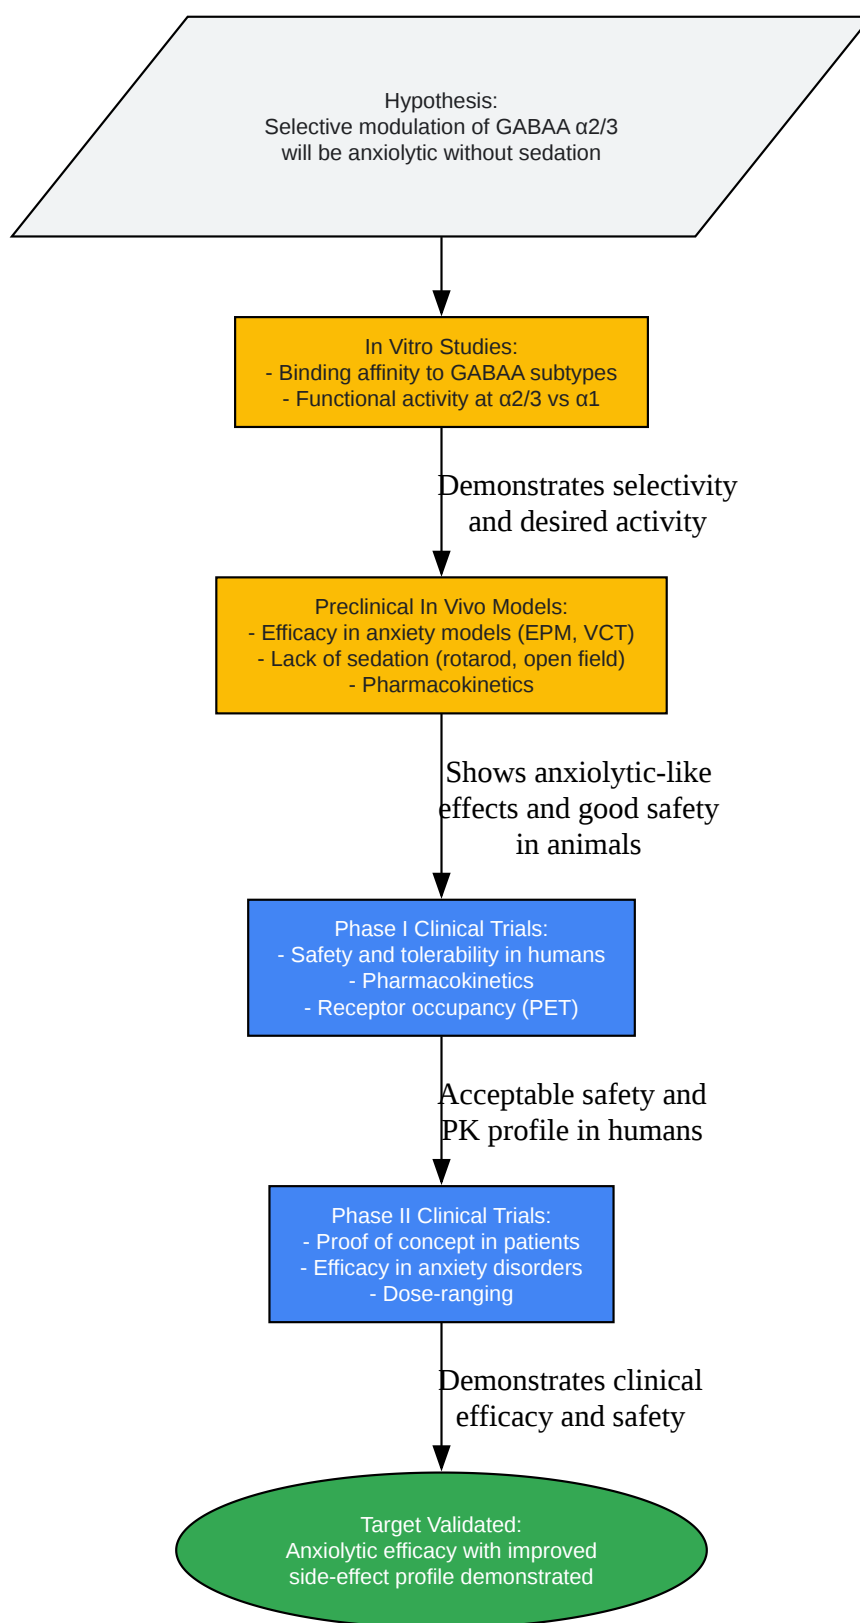 Hypothesis:
Selective modulation of GABAA α2/3
will be anxiolytic without sedation
In Vitro Studies:
- Binding affinity to GABAA subtypes
- Functional activity at α2/3 vs α1
Demonstrates selectivity
and desired activity
Preclinical In Vivo Models:
- Efficacy in anxiety models (EPM, VCT)
- Lack of sedation (rotarod, open field)
- Pharmacokinetics
Shows anxiolytic-like
effects and good safety
in animals
Phase I Clinical Trials:
- Safety and tolerability in humans
- Pharmacokinetics
- Receptor occupancy (PET)
Acceptable safety and
PK profile in humans
Phase II Clinical Trials:
- Proof of concept in patients
- Efficacy in anxiety disorders
- Dose-ranging
Demonstrates clinical
efficacy and safety
Target Validated:
Anxiolytic efficacy with improved
side-effect profile demonstrated